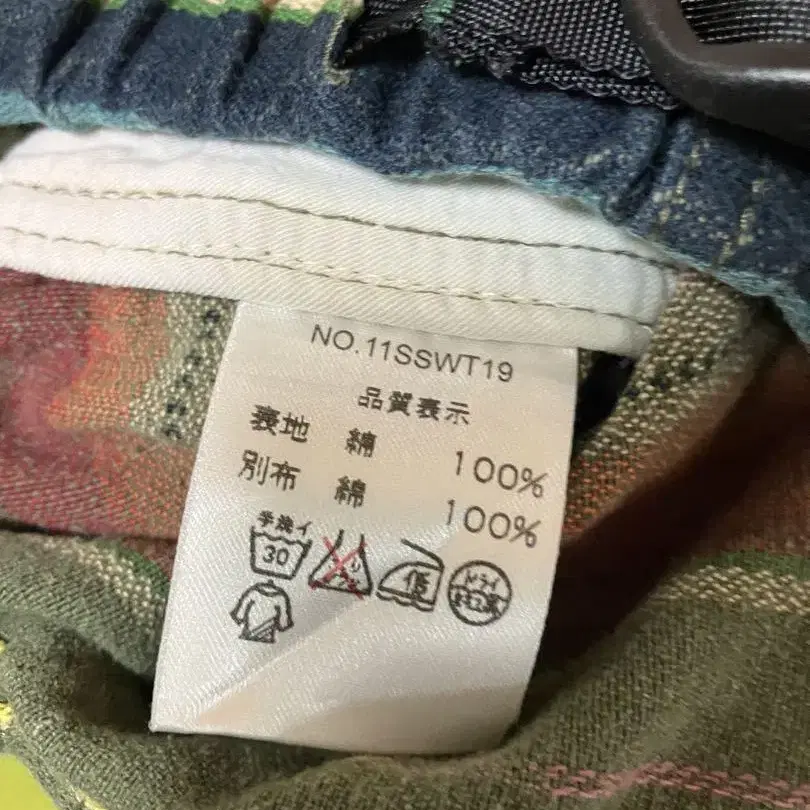 NO.11SSWT19
品質表示
表地 綿 100%
別布 綿 100%
手洗イ
30
低
ドライ